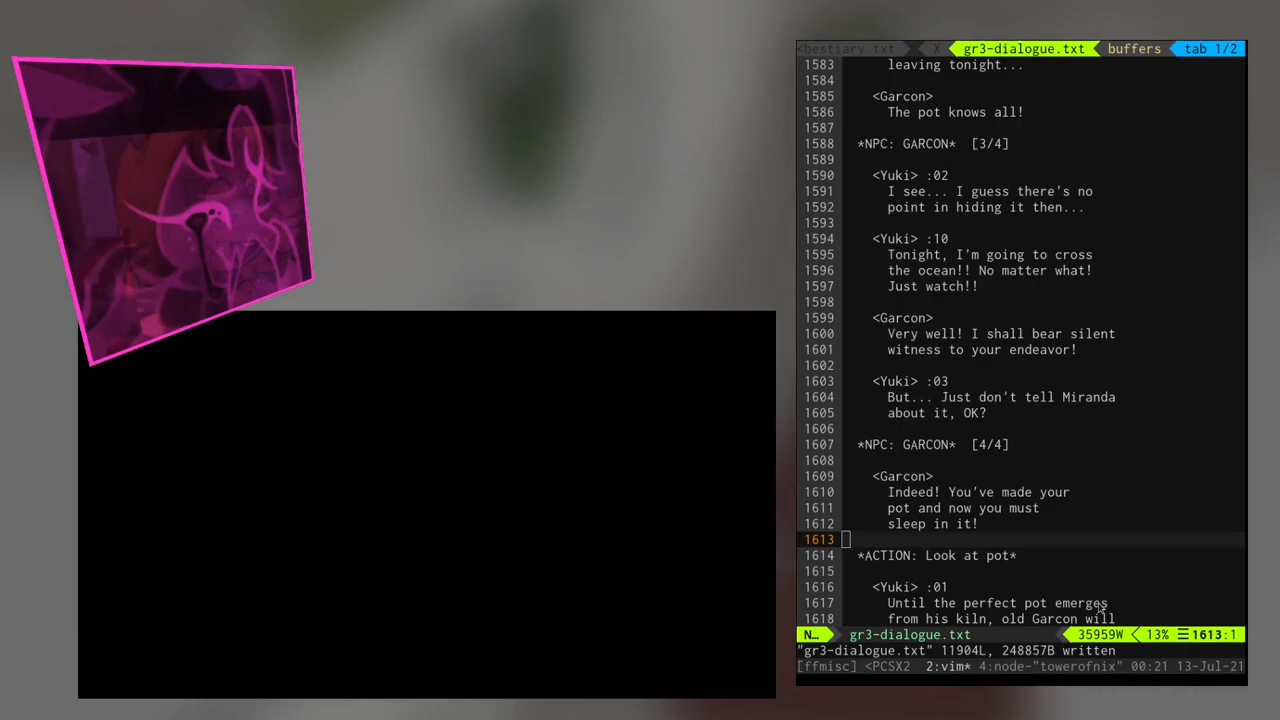 <bestiary.txt X gr3-dialogue.txt buffers tab 1/2
1583 leaving tonight...
1584
1585 <Garcon>
1586 The pot knows all!
1587
1588 *NPC: GARCON* [3/4]
1589
1590 <Yuki> :02
1591 I see... I guess there's no
1592 point in hiding it then...
1593
1594 <Yuki> :10
1595 Tonight, I'm going to cross
1596 the ocean!! No matter what!
1597 Just watch!!
1598
1599 <Garcon>
1600 Very well! I shall bear silent
1601 witness to your endeavor!
1602
1603 <Yuki> :03
1604 But... Just don't tell Miranda
1605 about it, OK?
1606
1607 *NPC: GARCON* [4/4]
1608
1609 <Garcon>
1610 Indeed! You've made your
1611 pot and now you must
1612 sleep in it!
1613
1614 *ACTION: Look at pot*
1615
1616 <Yuki> :01
1617 Until the perfect pot emerges
1618 from his kiln, old Garcon will
N… gr3-dialogue.txt 35959W < 13% ☰ 1613:1
"gr3-dialogue.txt" 11904L, 248857B written
[ffmisc] <PCSX2 2:vim* 4:node-"towerofnix" 00:21 13-Jul-21